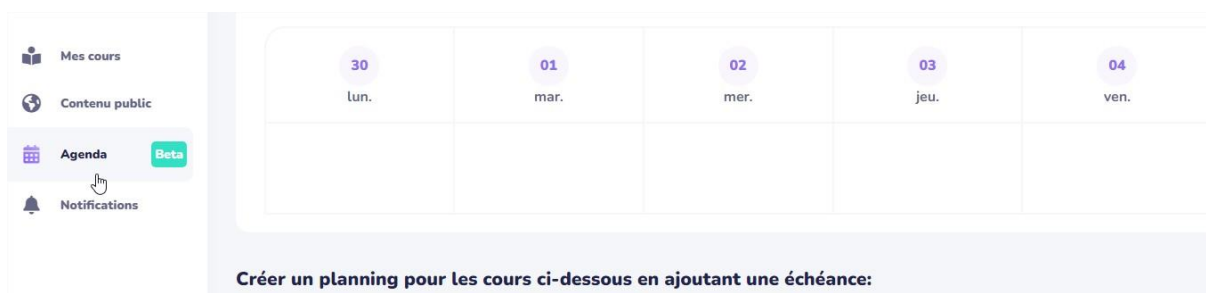 Mes cours
Contenu public
Agenda Beta
Notifications
30 01 02 03 04
lun. mar. mer. jeu. ven.
Créer un planning pour les cours ci-dessous en ajoutant une échéance: